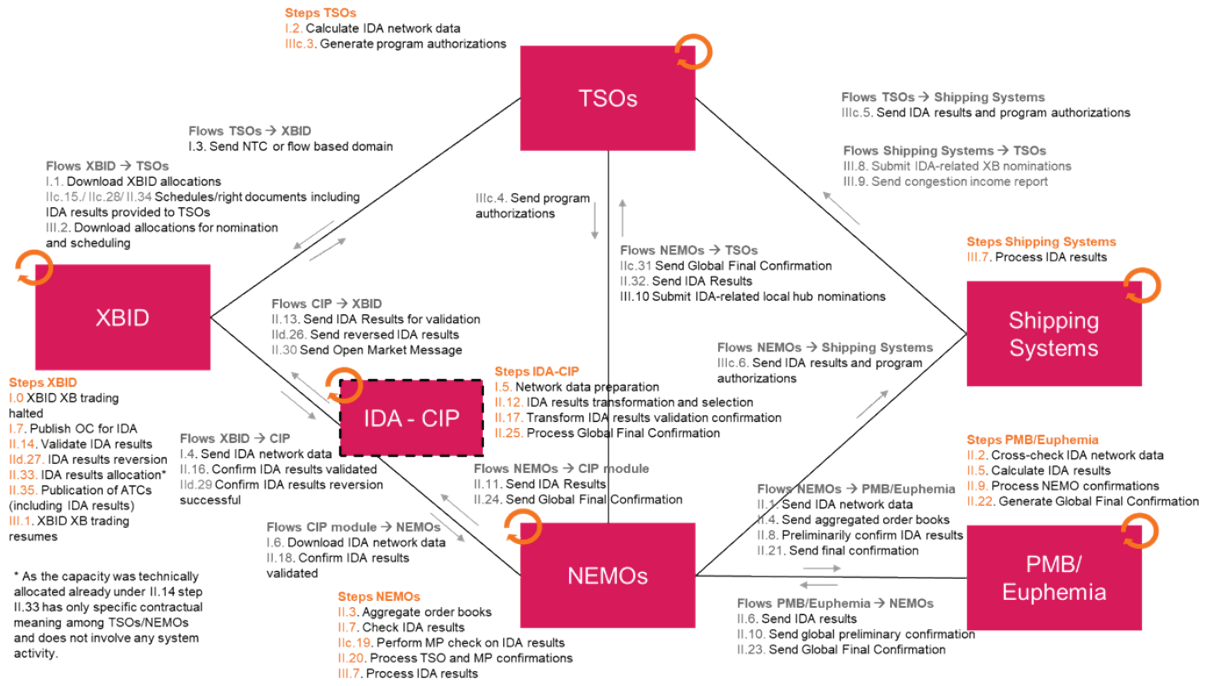 Steps TSOs
I.2. Calculate IDA network data
IIIc.3. Generate program authorizations
TSOs
Flows TSOs → Shipping Systems
IIIc.5. Send IDA results and program authorizations
Flows Shipping Systems → TSOs
III.8. Submit IDA-related XB nominations
III.9. Send congestion income report
Flows TSOs → XBID
I.3. Send NTC or flow based domain
Flows XBID → TSOs
I.1. Download XBID allocations
IIc.15./ IIc.28/ II.34 Schedules/right documents including
IDA results provided to TSOs
III.2. Download allocations for nomination
and scheduling
IIIc.4. Send program
authorizations
Flows NEMOs → TSOs
IIc.31 Send Global Final Confirmation
II.32. Send IDA Results
III.10 Submit IDA-related local hub nominations
Steps Shipping Systems
III.7. Process IDA results
XBID
Shipping
Systems
Flows CIP → XBID
II.13. Send IDA Results for validation
IId.26. Send reversed IDA results
II.30 Send Open Market Message
Flows NEMOs → Shipping Systems
IIIc.6. Send IDA results and program
authorizations
Steps XBID
I.0 XBID XB trading
halted
I.7. Publish OC for IDA
II.14. Validate IDA results
IId.27. IDA results reversion
II.33. IDA results allocation*
II.35. Publication of ATCs
(including IDA results)
III.1. XBID XB trading
resumes
IDA - CIP
Steps IDA-CIP
I.5. Network data preparation
II.12. IDA results transformation and selection
II.17. Transform IDA results validation confirmation
II.25. Process Global Final Confirmation
Flows XBID → CIP
I.4. Send IDA network data
II.16. Confirm IDA results validated
IId.29 Confirm IDA results reversion
successful
Flows NEMOs → CIP module
II.11. Send IDA Results
II.24. Send Global Final Confirmation
Steps PMB/Euphemia
II.2. Cross-check IDA network data
II.5. Calculate IDA results
II.9. Process NEMO confirmations
II.22. Generate Global Final Confirmation
Flows NEMOs → PMB/Euphemia
II.1. Send IDA network data
II.4. Send aggregated order books
II.8. Preliminarily confirm IDA results
II.21. Send final confirmation
Flows CIP module → NEMOs
I.6. Download IDA network data
II.18. Confirm IDA results
validated
NEMOs
PMB/
Euphemia
* As the capacity was technically
allocated already under II.14 step
II.33 has only specific contractual
meaning among TSOs/NEMOs
and does not involve any system
activity.
Steps NEMOs
II.3. Aggregate order books
II.7. Check IDA results
IIc.19. Perform MP check on IDA results
II.20. Process TSO and MP confirmations
III.7. Process IDA results
Flows PMB/Euphemia → NEMOs
II.6. Send IDA results
II.10. Send global preliminary confirmation
II.23. Send Global Final Confirmation